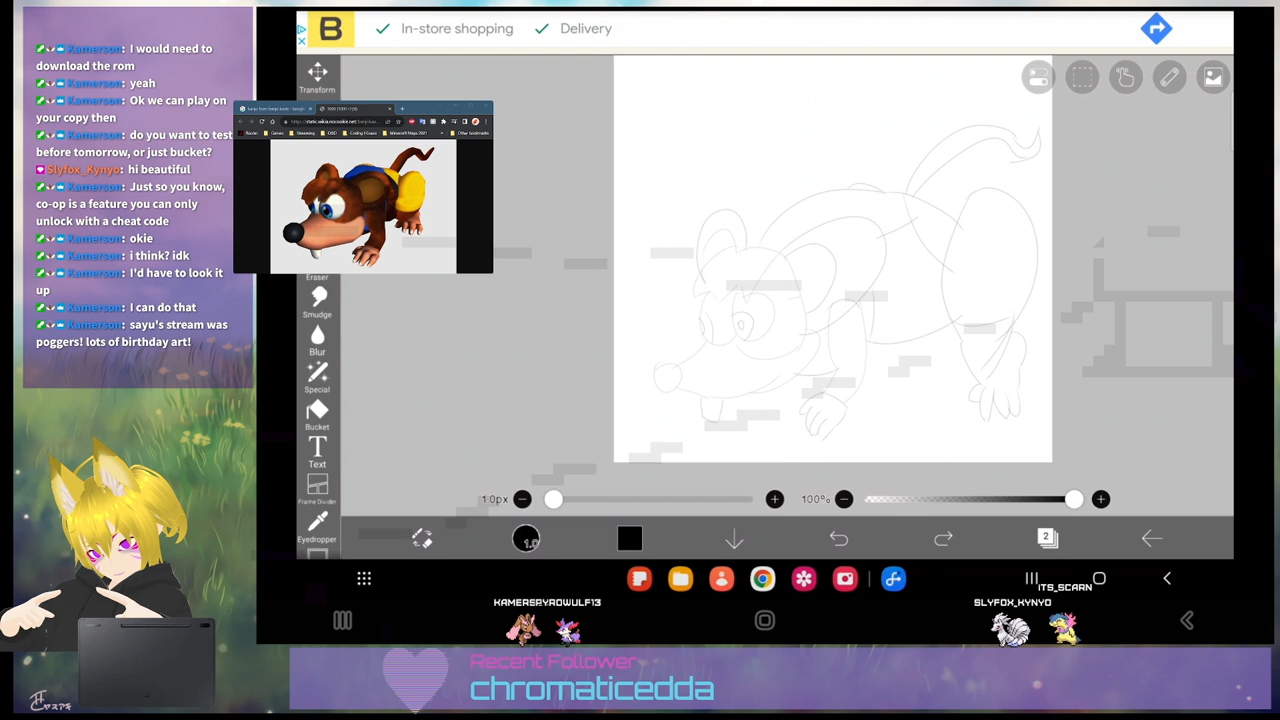 Kamerson: I would need to
download the rom
Kamerson: yeah
Kamerson: Ok we can play on
your copy then
Kamerson: do you want to test
before tomorrow, or just bucket?
Slyfox_Kynyo: hi beautiful
Kamerson: Just so you know,
co-op is a feature you can only
unlock with a cheat code
Kamerson: okie
Kamerson: i think? idk
Kamerson: I'd have to look it
up
Kamerson: I can do that
Kamerson: sayu's stream was
poggers! lots of birthday art!
B
In-store shopping
Delivery
Transform
Eraser
Smudge
Blur
Special
Bucket
Text
Frame Divider
Eyedropper
10px
100%
1.0
2
ITS_SCARN
SLYFOX_KYNYO
Recent Follower
chromaticedda